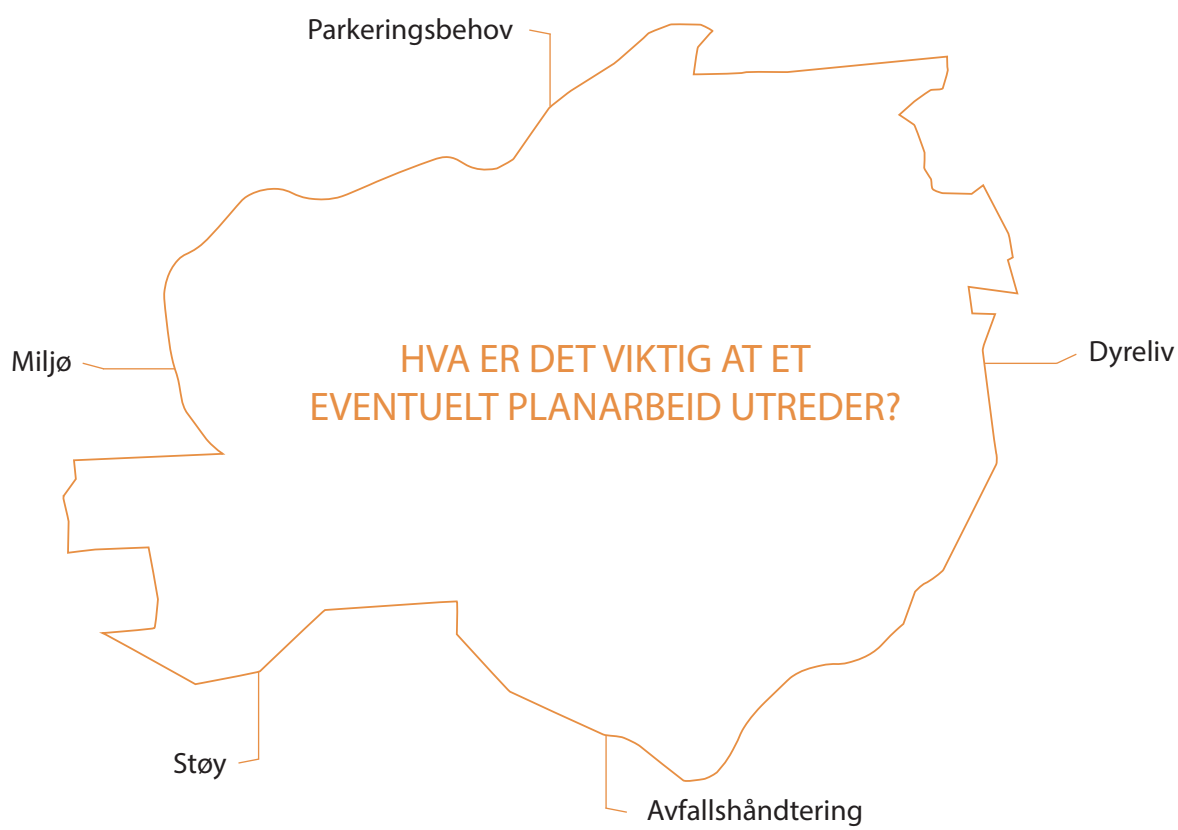 Parkeringsbehov
HVA ER DET VIKTIG AT ET
EVENTUELT PLANARBEID UTREDER?
Miljø
Dyreliv
Støy
Avfallshåndtering